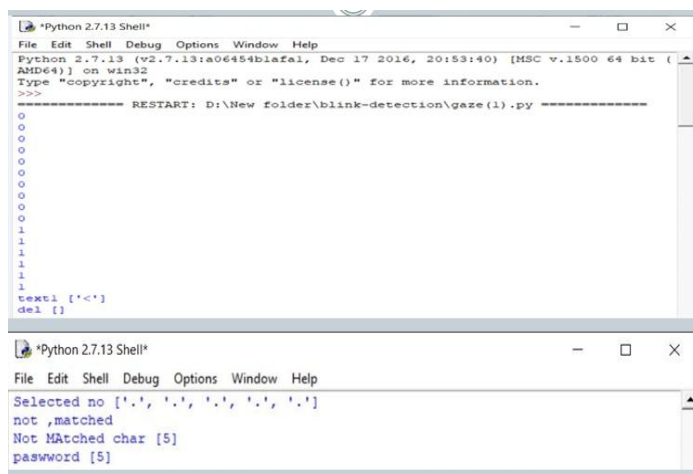 *Python 2.7.13 Shell*
File Edit Shell Debug Options Window Help
Python 2.7.13 (v2.7.13:a06454b1afa1, Dec 17 2016, 20:53:40) [MSC v.1500 64 bit (
AMD64)] on win32
Type "copyright", "credits" or "license()" for more information.
>>>
============= RESTART: D:\New folder\blink-detection\gaze(1).py =============
0
0
0
0
0
0
0
0
0
0
1
1
1
1
1
1
text1 ['<']
del []
*Python 2.7.13 Shell*
File Edit Shell Debug Options Window Help
Selected no ['.', '.', '.', '.', '.']
not ,matched
Not MAtched char [5]
paswword [5]